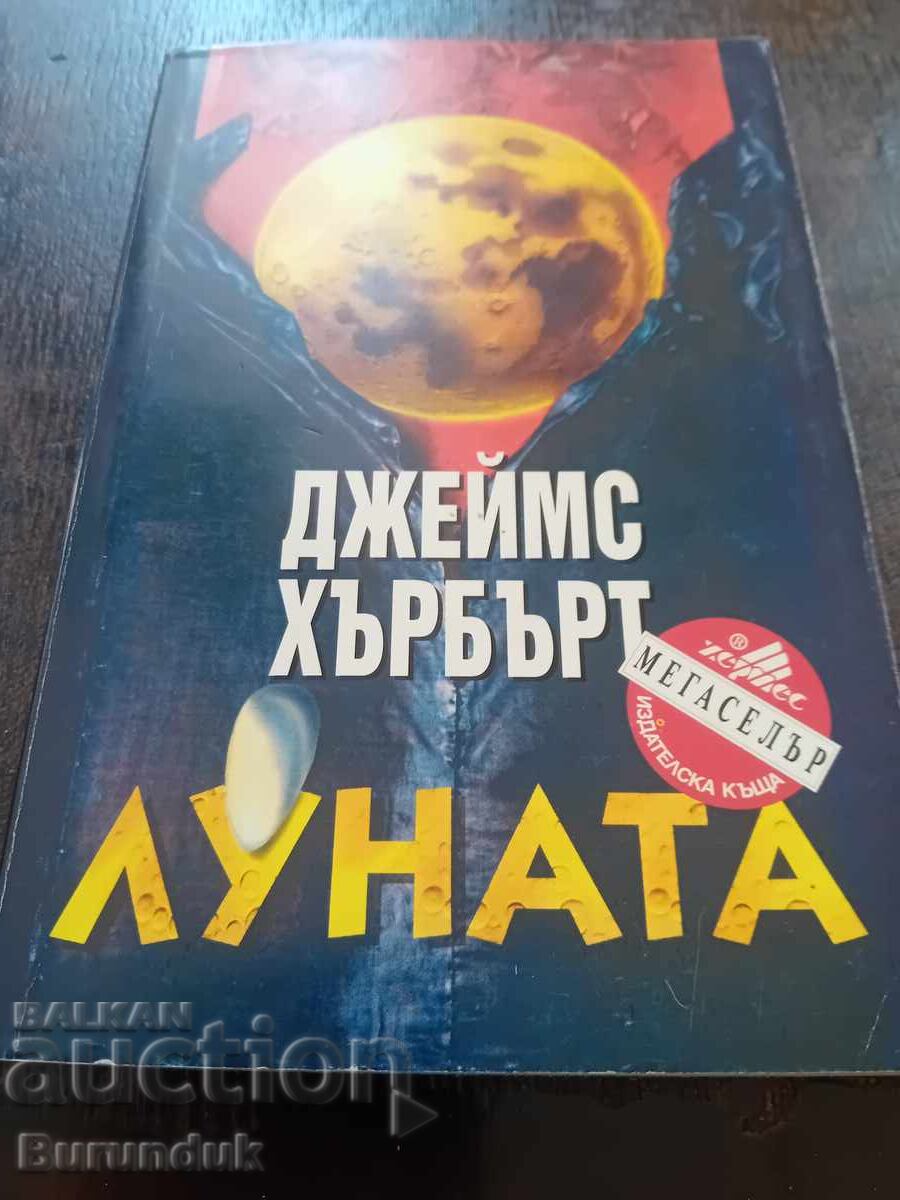 ДЖЕЙМС
ХЪРБЪРТ
®
Хермес
МЕГАСЕЛЪР
ИЗДАТЕЛСКА КЪЩА
ЛУНАТА
BALKAN
auction
Burunduk